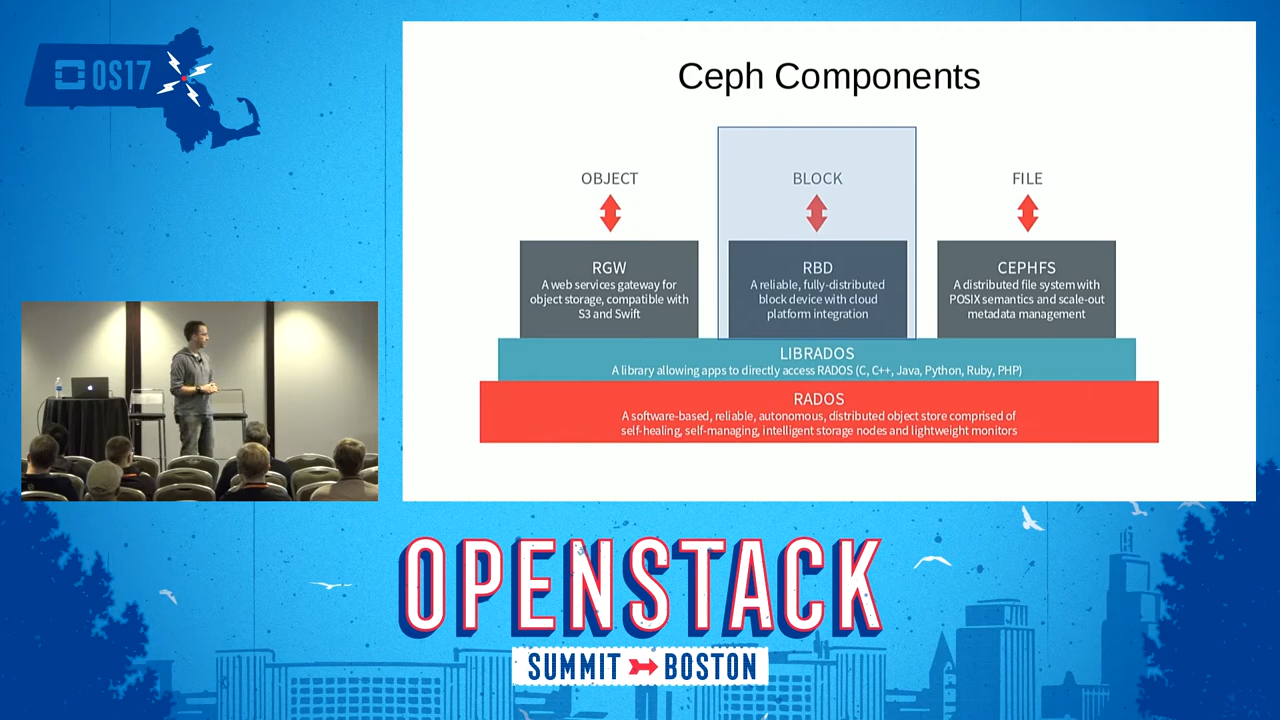 OS17
Ceph Components
OBJECT
BLOCK
FILE
RGW
A web services gateway for
object storage, compatible with
S3 and Swift
RBD
A reliable, fully-distributed
block device with cloud
platform integration
CEPHFS
A distributed file system with
POSIX semantics and scale-out
metadata management
LIBRADOS
A library allowing apps to directly access RADOS (C, C++, Java, Python, Ruby, PHP)
RADOS
A software-based, reliable, autonomous, distributed object store comprised of
self-healing, self-managing, intelligent storage nodes and lightweight monitors
OPENSTACK
SUMMIT BOSTON